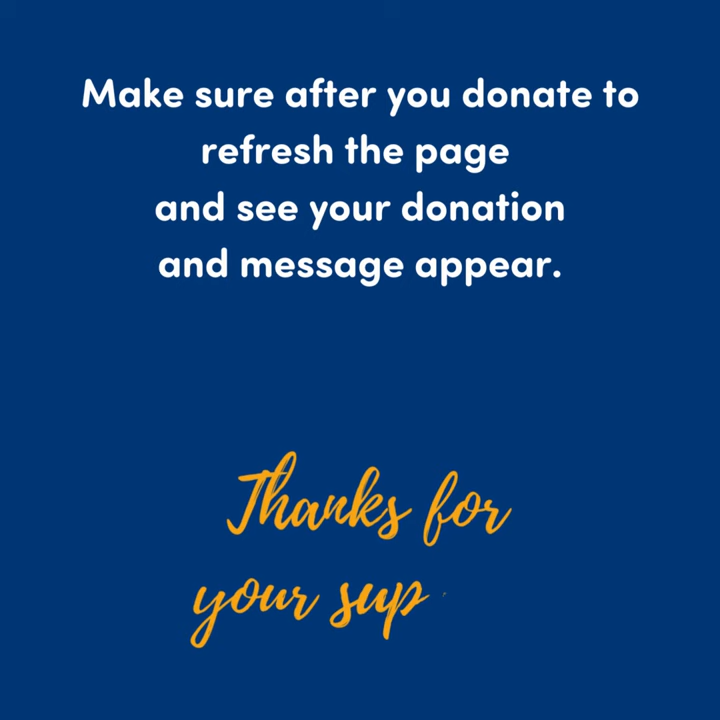 Make sure after you donate to
refresh the page
and see your donation
and message appear.
Thanks for
your sup